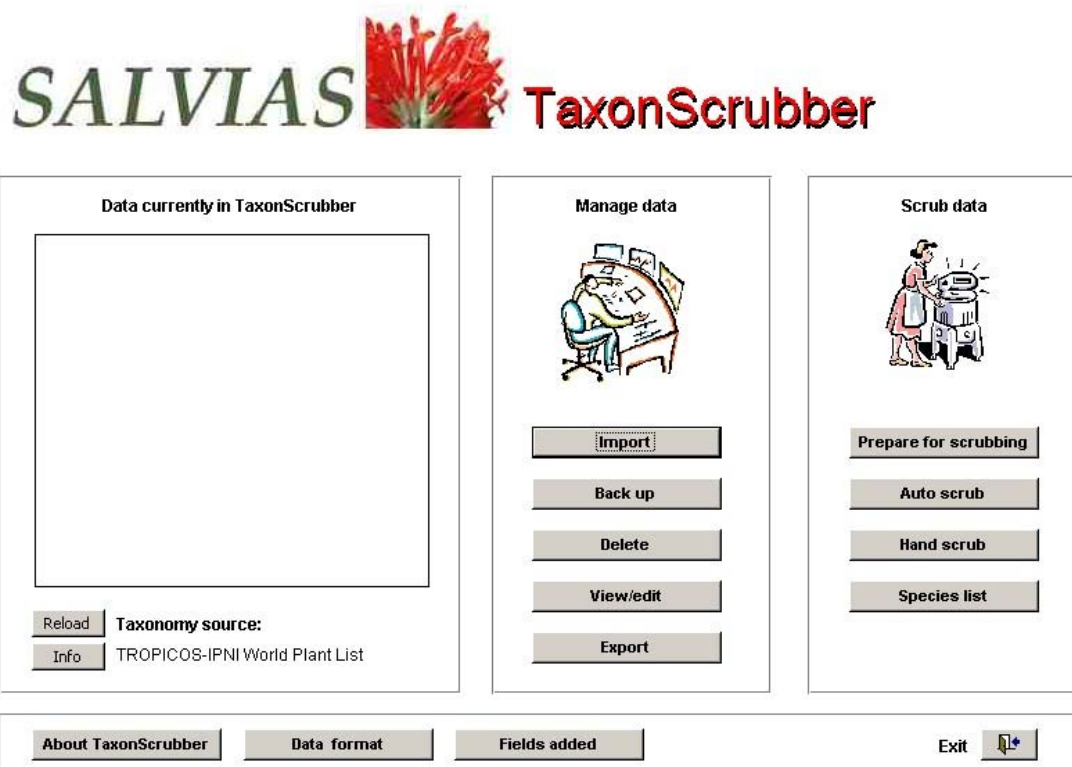 SALVIAS TaxonScrubber
Data currently in TaxonScrubber
Reload Taxonomy source:
Info TROPICOS-IPNI World Plant List
Manage data
Import
Back up
Delete
View/edit
Export
Scrub data
Prepare for scrubbing
Auto scrub
Hand scrub
Species list
About TaxonScrubber Data format Fields added Exit